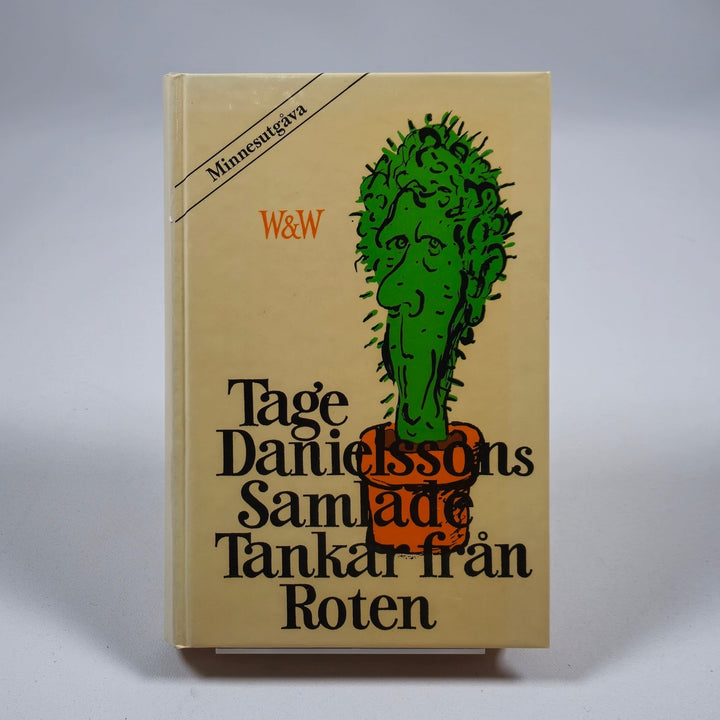 Minnesutgåva
W&W
Tage
Danielssons
Samlade
Tankar från
Roten